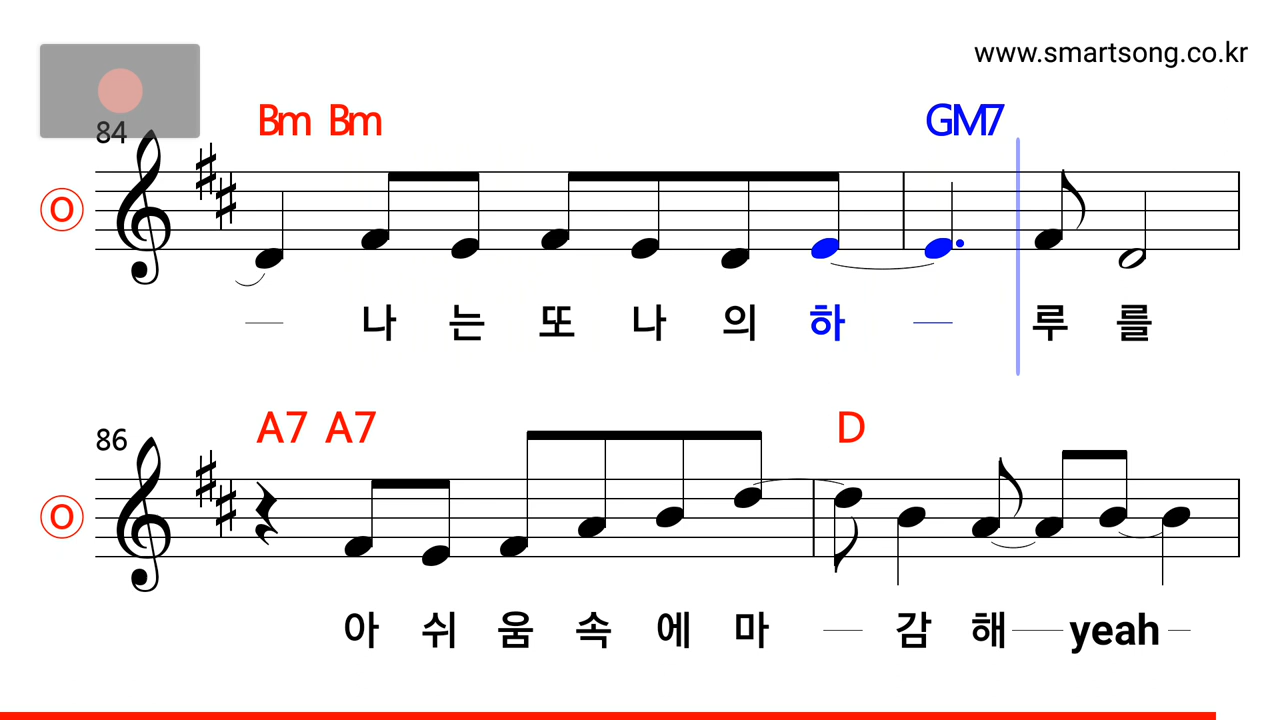 www.smartsong.co.kr
84
Bm Bm GM7
O
나 는 또 나 의 하 루 를
86
A7 A7 D
O
아 쉬 움 속 에 마 감 해 yeah